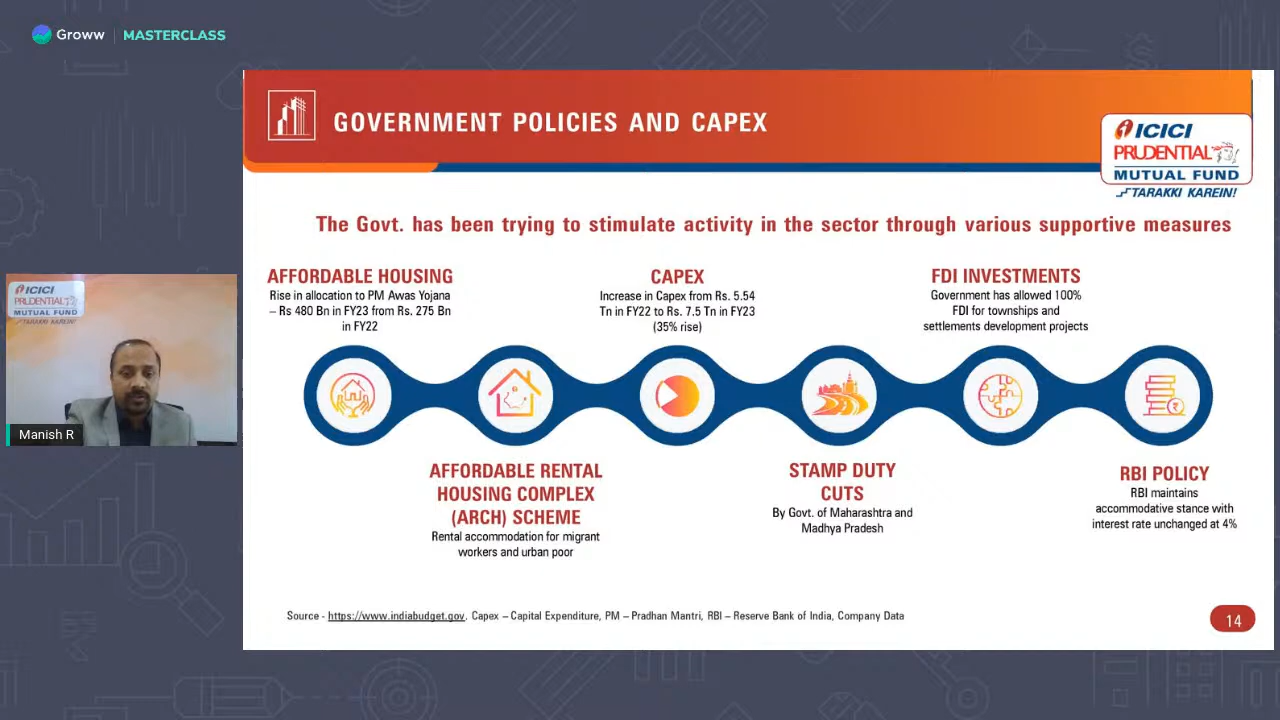 Groww | MASTERCLASS
GOVERNMENT POLICIES AND CAPEX
ICICI
PRUDENTIAL
MUTUAL FUND
TARAKKI KAREIN!
The Govt. has been trying to stimulate activity in the sector through various supportive measures
AFFORDABLE HOUSING
Rise in allocation to PM Awas Yojana
– Rs 480 Bn in FY23 from Rs. 275 Bn
in FY22
CAPEX
Increase in Capex from Rs. 5.54
Tn in FY22 to Rs. 7.5 Tn in FY23
(35% rise)
FDI INVESTMENTS
Government has allowed 100%
FDI for townships and
settlements development projects
ICICI
PRUDENTIAL
MUTUAL FUND
TARAKKI KAREIN!
Manish R
₹
AFFORDABLE RENTAL
HOUSING COMPLEX
(ARCH) SCHEME
Rental accommodation for migrant
workers and urban poor
STAMP DUTY
CUTS
By Govt. of Maharashtra and
Madhya Pradesh
RBI POLICY
RBI maintains
accommodative stance with
interest rate unchanged at 4%
Source - https://www.indiabudget.gov. Capex – Capital Expenditure, PM – Pradhan Mantri, RBI – Reserve Bank of India, Company Data
14